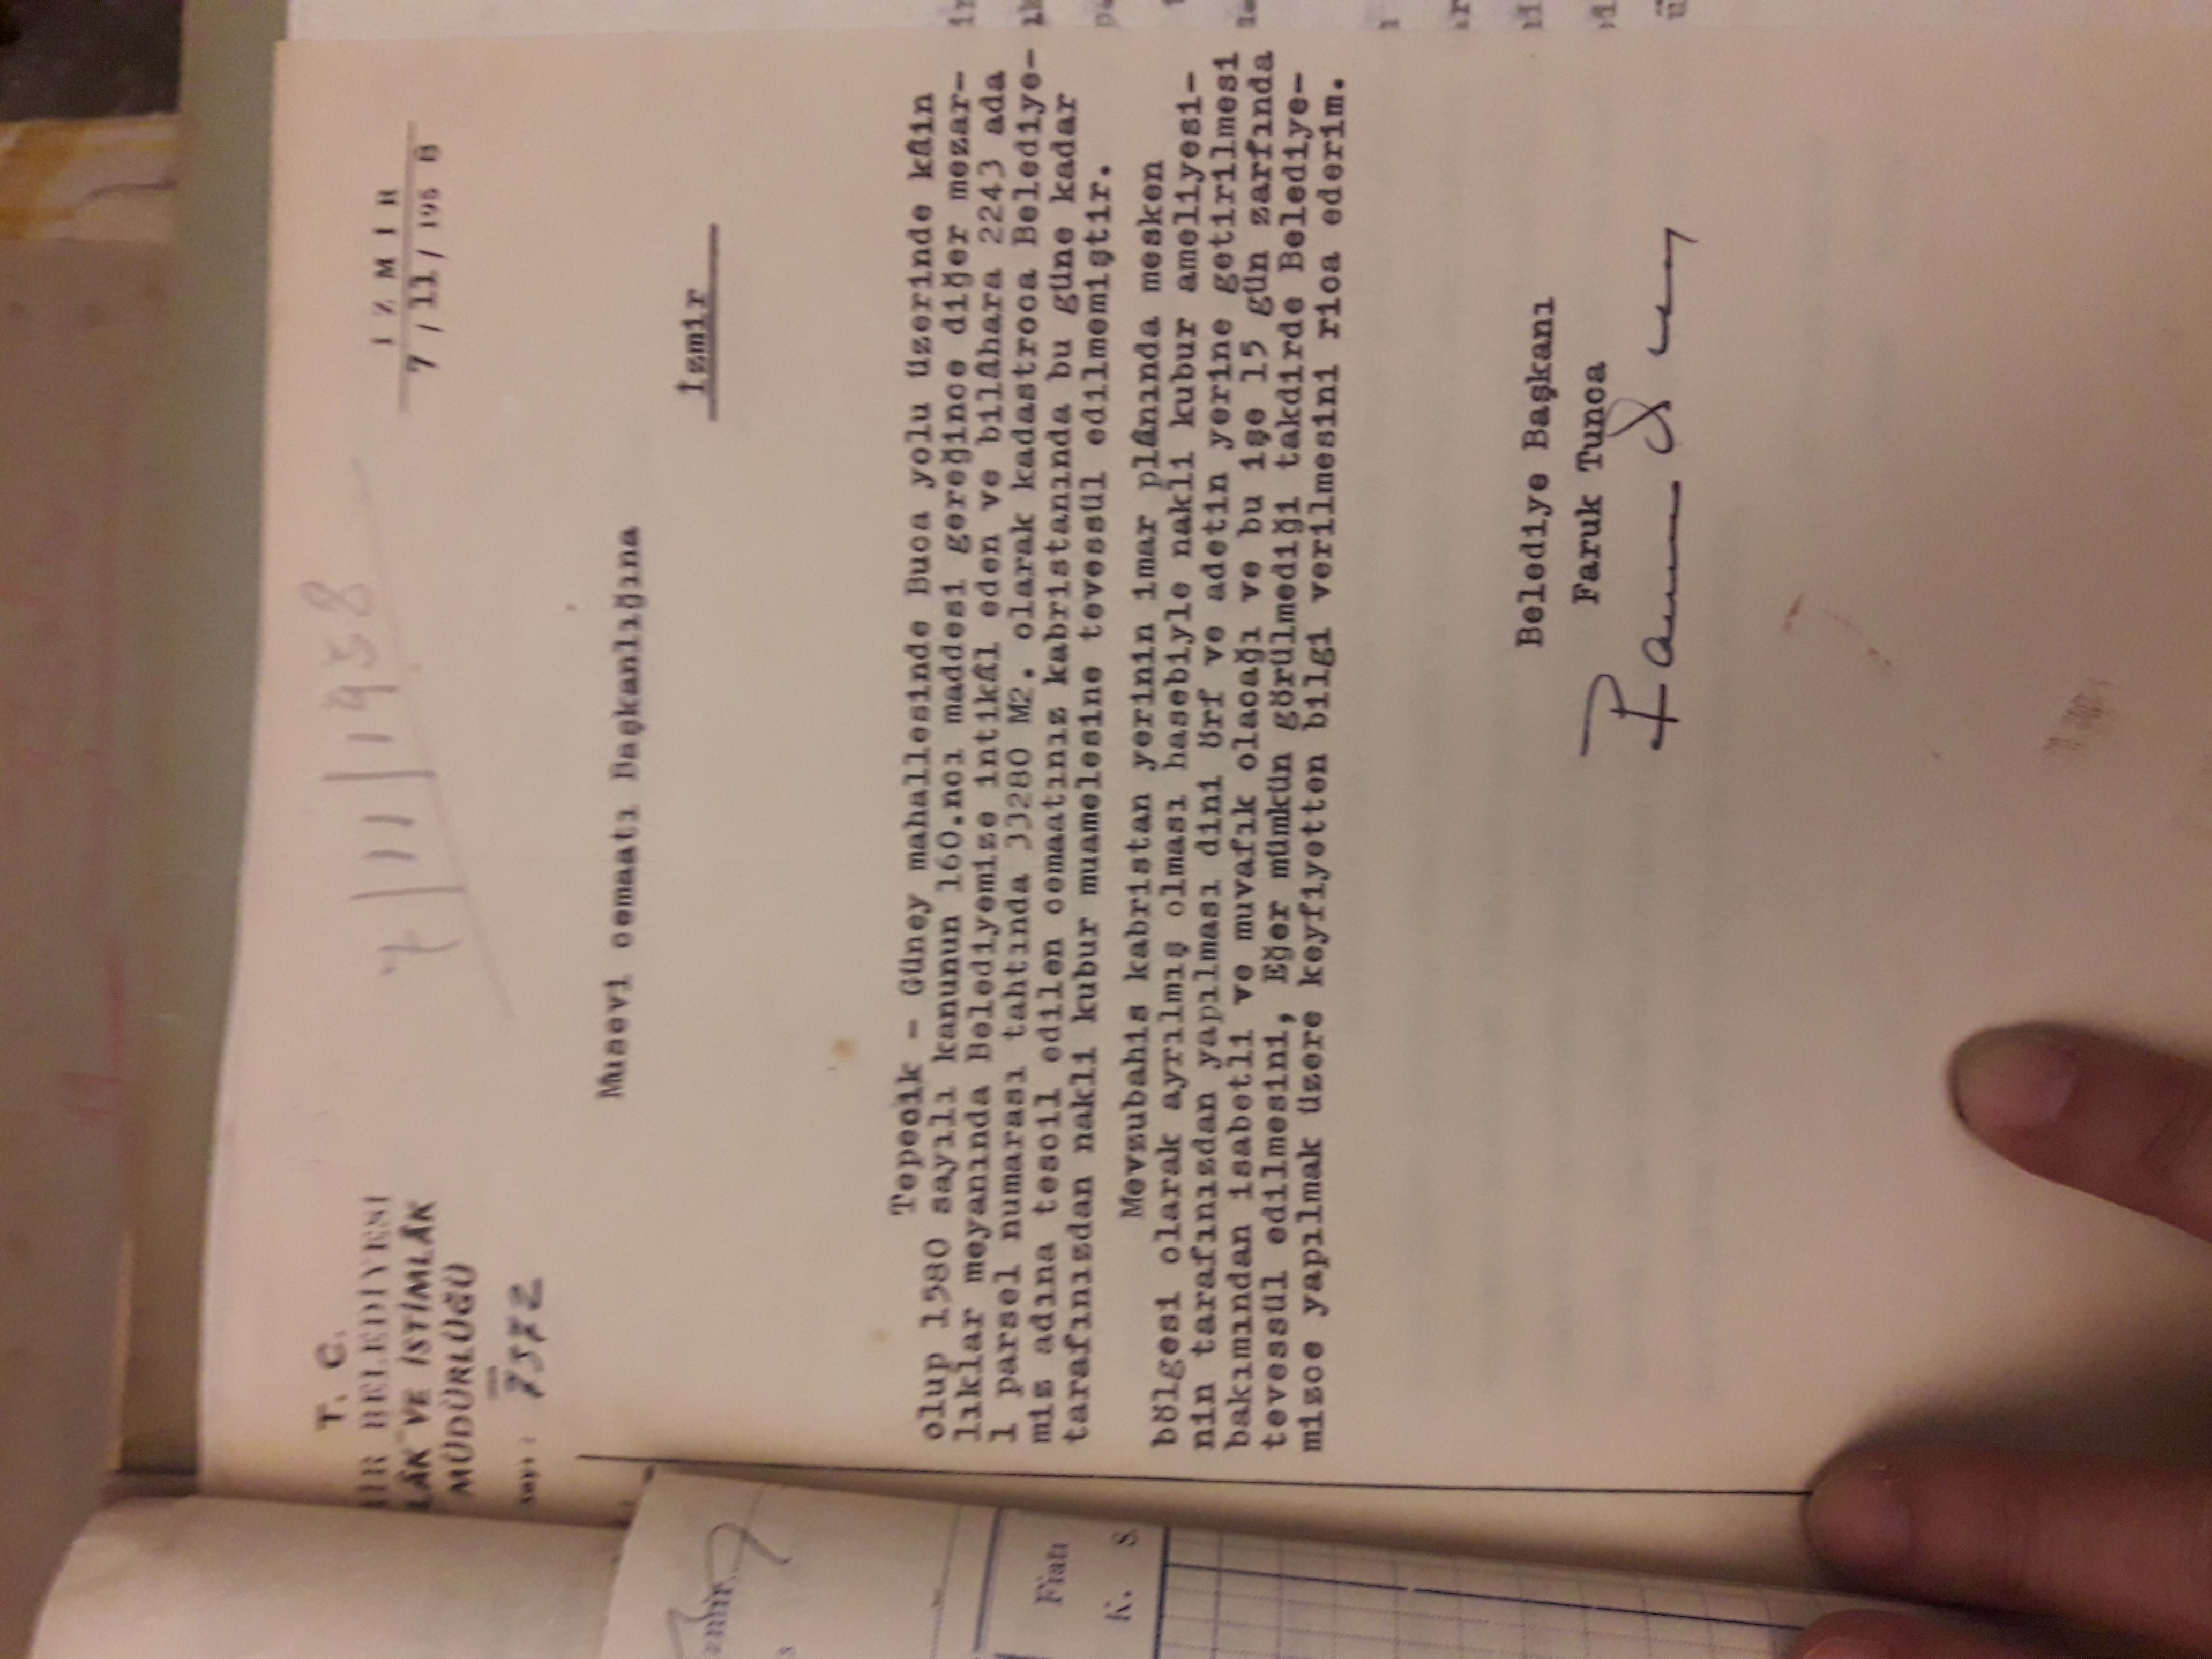 T. C.
İR BELEDİYESİ
LÂK VE İSTİMLÂK
MÜDÜRLÜĞÜ
Sayı :
7/11/1958
İZMİR
7 / 11 / 195 8
Musevi cemaatı Başkanlığına
İzmir
Tepecik - Güney mahallesinde Buca yolu üzerinde kâin
olup 1580 sayılı kanunun 160.ncı maddesi gereğince diğer mezar-
lıklar meyanında Belediyemize intikâl eden ve bilâhara 2243 ada
1 parsel numarası tahtında 33280 M2. olarak kadastroca Belediye-
miz adına tescil edilen cemaatınız kabristanında bu güne kadar
tarafınızdan nakli kubur muamelesine tevessül edilmemiştir.
Mevzubahis kabristan yerinin imar plânında mesken
bölgesi olarak ayrılmış olması hasebiyle nakli kubur ameliyesi-
nin tarafınızdan yapılması dini örf ve adetin yerine getirilmesi
bakımından isabetli ve muvafık olacağı ve bu işe 15 gün zarfında
tevessül edilmesini, Eğer mümkün görülmediği takdirde Belediye-
mizce yapılmak üzere keyfiyetten bilgi verilmesini rica ederim.
Belediye Başkanı
Faruk Tunca
Fiatı
K. S.